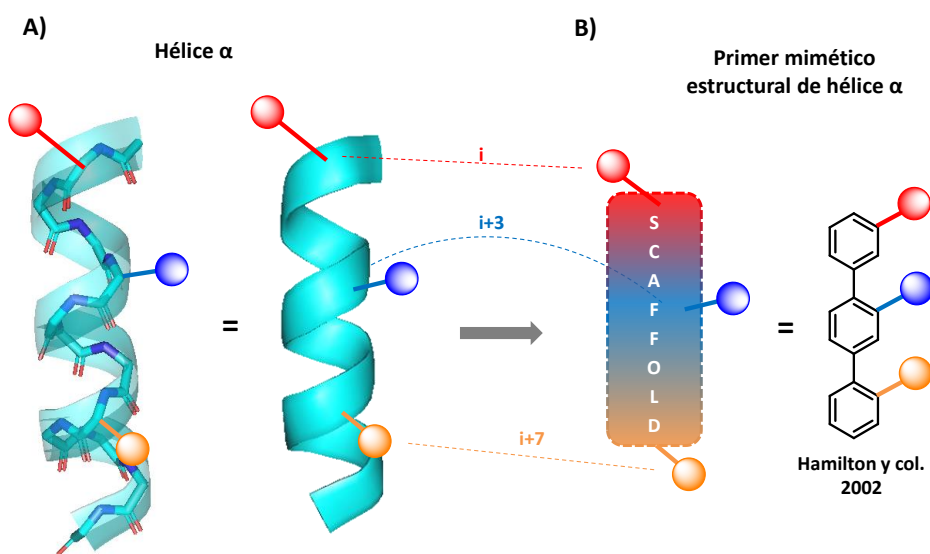 A)
Hélice α
=
B)
Primer mimético
estructural de hélice α
i
i+3
i+7
S
C
A
F
F
O
L
D
=
Hamilton y col.
2002